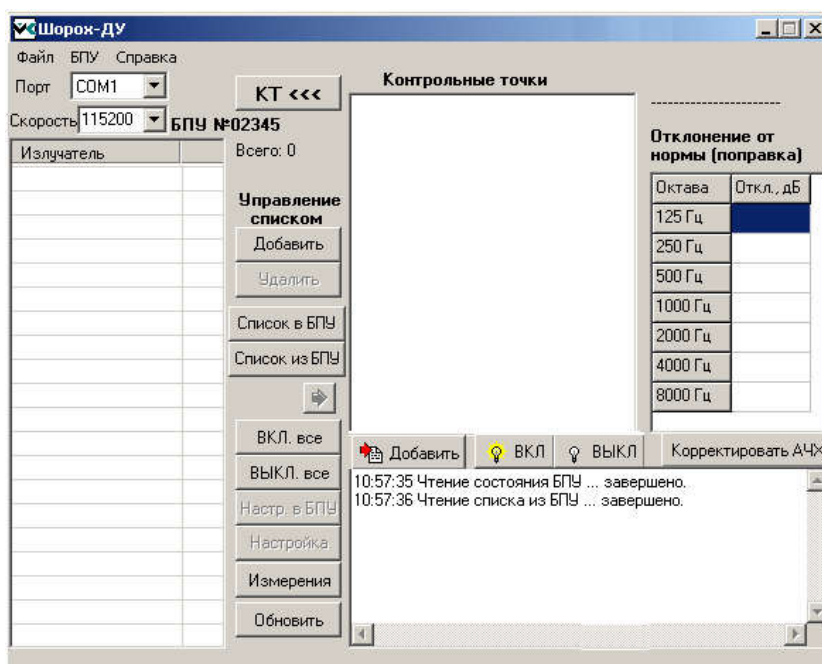 Шорох-ДУ
Файл БПУ Справка
Порт COM1
Скорость 115200
БПУ №02345
КТ <<<
Всего: 0
Излучатель
Управление
списком
Добавить
Удалить
Список в БПУ
Список из БПУ
ВКЛ. все
ВЫКЛ. все
Настр. в БПУ
Настройка
Измерения
Обновить
Контрольные точки
-----------------------
Отклонение от
нормы (поправка)
Октава Откл., дБ
125 Гц
250 Гц
500 Гц
1000 Гц
2000 Гц
4000 Гц
8000 Гц
Добавить ВКЛ ВЫКЛ Корректировать АЧХ
10:57:35 Чтение состояния БПУ ... завершено.
10:57:36 Чтение списка из БПУ ... завершено.